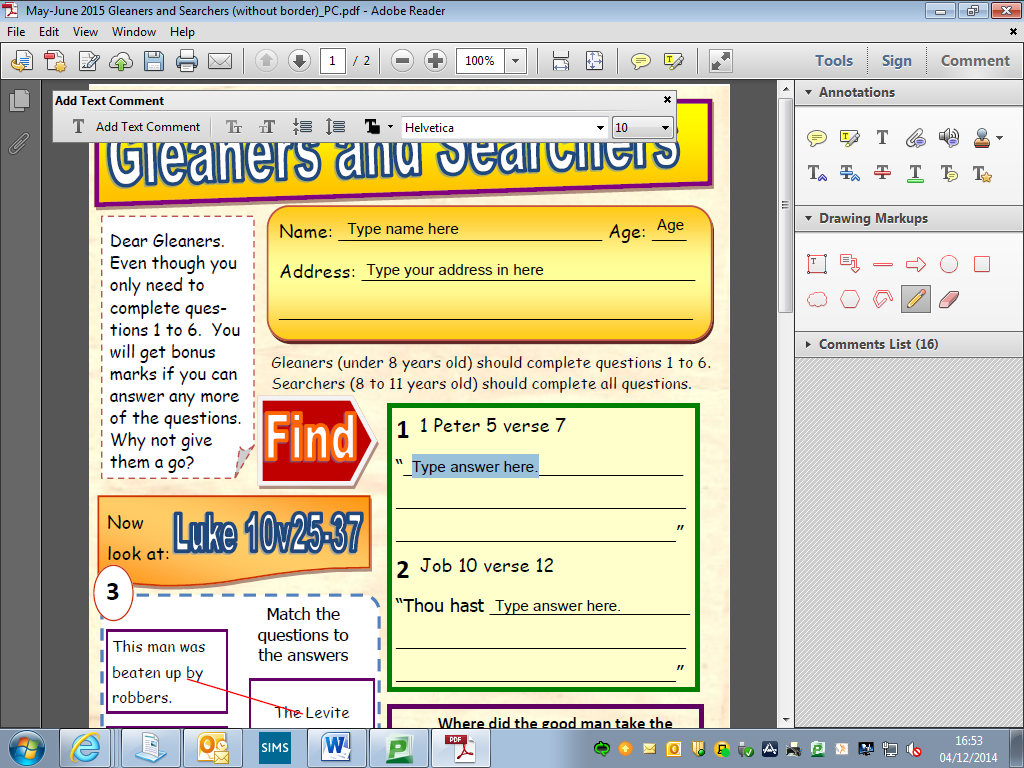 May-June 2015 Gleaners and Searchers (without border)_PC.pdf - Adobe Reader
File Edit View Window Help
1 / 2 100% Tools Sign Comment
Add Text Comment
T Add Text Comment Helvetica 10
Annotations
Drawing Markups
Comments List (16)
Gleaners and Searchers
Dear Gleaners.
Even though you
only need to
complete ques-
tions 1 to 6. You
will get bonus
marks if you can
answer any more
of the questions.
Why not give
them a go?
Name: Type name here Age: Age
Address: Type your address in here
Gleaners (under 8 years old) should complete questions 1 to 6.
Searchers (8 to 11 years old) should complete all questions.
Find
1 1 Peter 5 verse 7
“ Type answer here.
”
2 Job 10 verse 12
“Thou hast Type answer here.
”
Now
look at:
Luke 10v25-37
3
Match the
questions to
the answers
This man was
beaten up by
robbers.
The Levite
Where did the good man take the
SIMS
PDF
16:53
04/12/2014